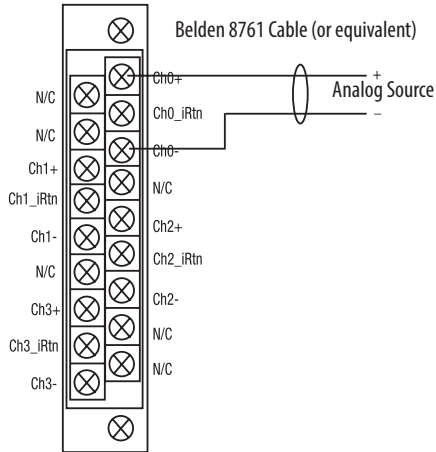 Belden 8761 Cable (or equivalent)
Ch0+
+
Analog Source
N/C
Ch0_iRtn
–
N/C
Ch0-
Ch1+
N/C
Ch1_iRtn
Ch2+
Ch1-
Ch2_iRtn
N/C
Ch2-
Ch3+
N/C
Ch3_iRtn
N/C
Ch3-